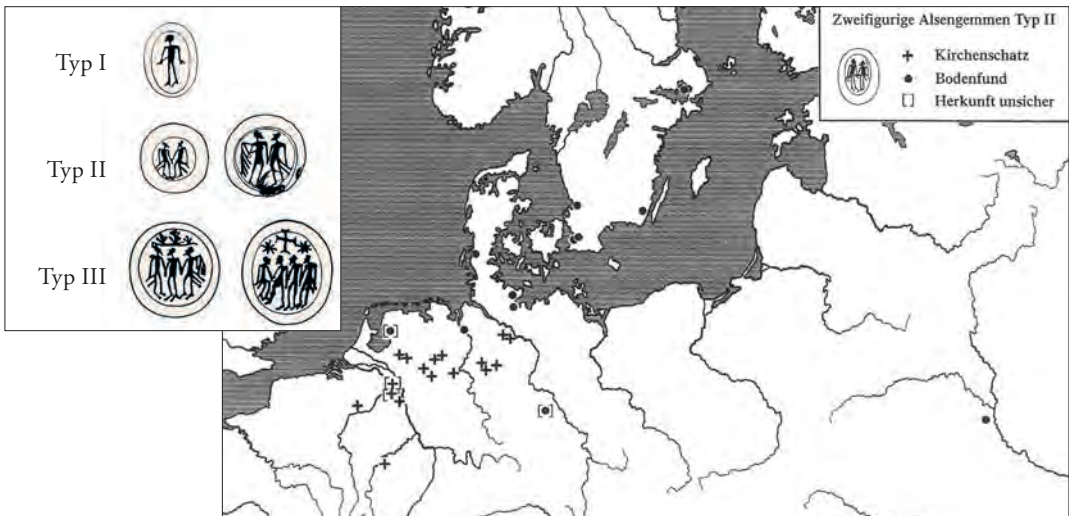 Typ I
Typ II
Typ III
Zweifigurige Alsengemmen Typ II
Kirchenschatz
Bodenfund
[ ] Herkunft unsicher